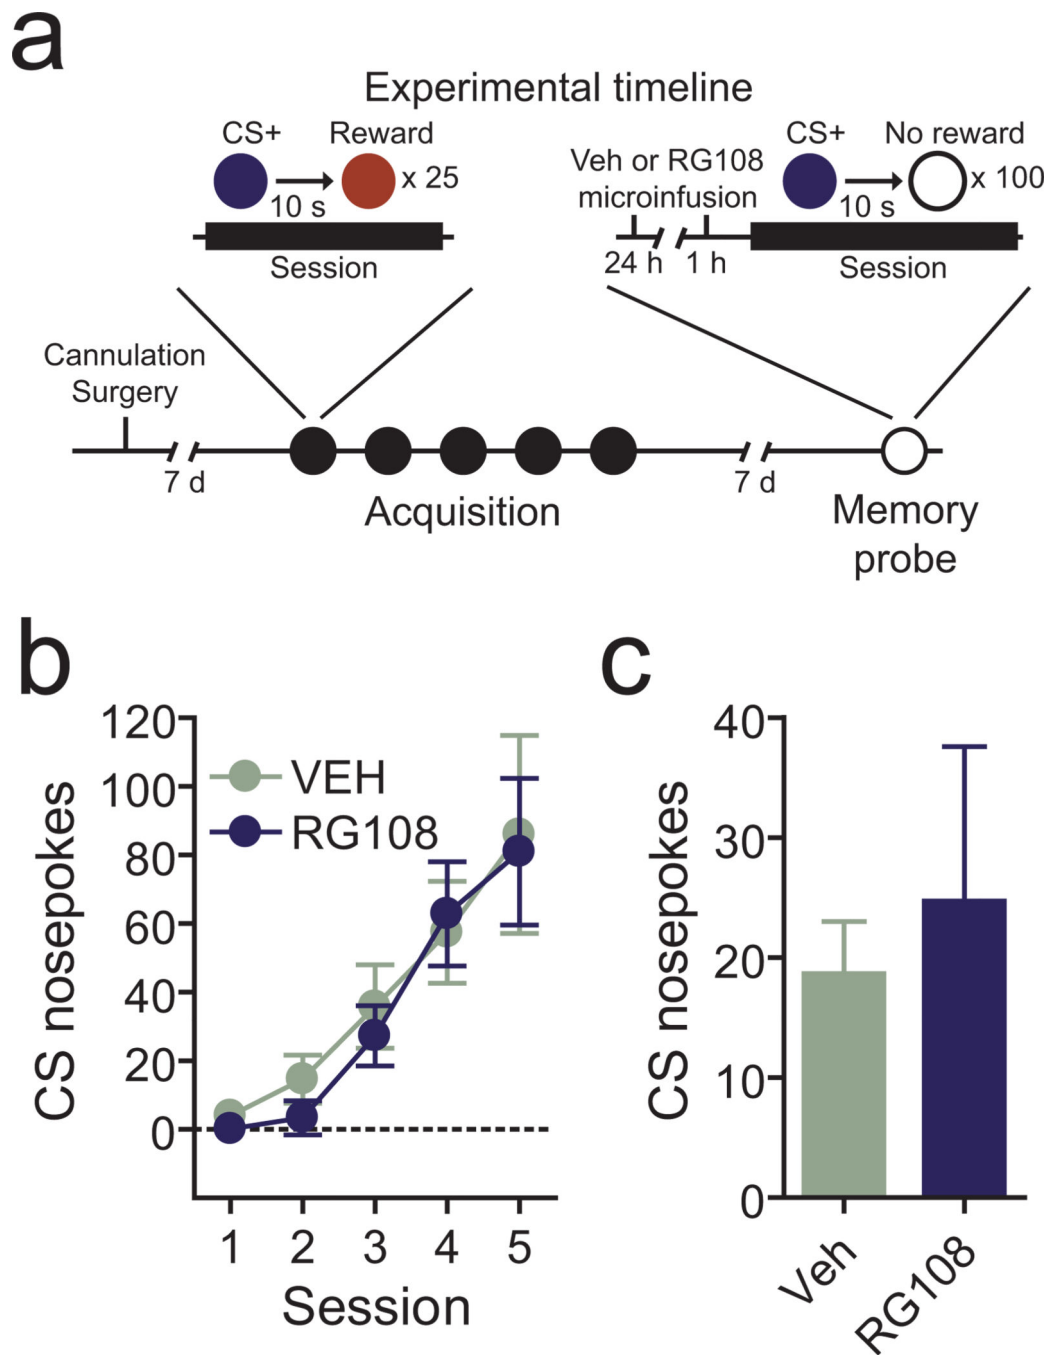 a
Experimental timeline
CS+
Reward
x 25
10 s
Session
Veh or RG108
microinfusion
24 h
1 h
CS+
No reward
x 100
10 s
Session
Cannulation
Surgery
7 d
Acquisition
7 d
Memory
probe
b
120
100
80
60
40
20
0
CS nosepokes
VEH
RG108
1 2 3 4 5
Session
c
40
30
20
10
0
CS nosepokes
Veh
RG108